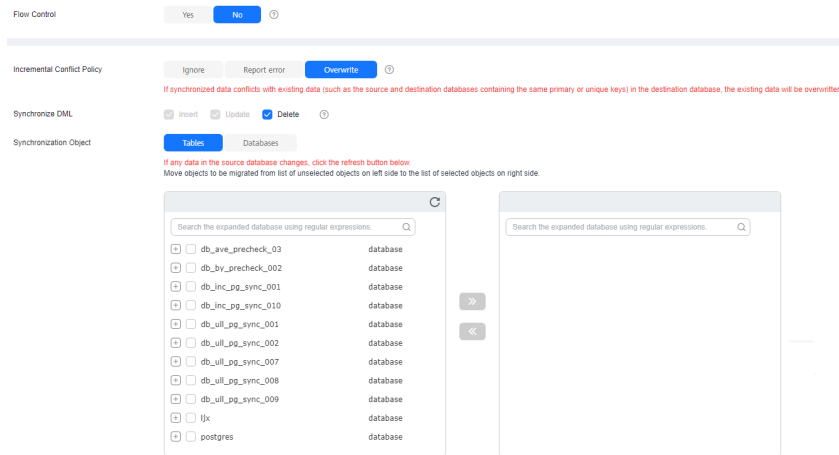 Flow Control Yes No
Incremental Conflict Policy Ignore Report error Overwrite
If synchronized data conflicts with existing data (such as the source and destination databases containing the same primary or unique keys) in the destination database, the existing data will be overwritten
Synchronize DML Insert Update Delete
Synchronization Object Tables Databases
If any data in the source database changes, click the refresh button below.
Move objects to be migrated from list of unselected objects on left side to the list of selected objects on right side.
Search the expanded database using regular expressions. Search the expanded database using regular expressions.
db_ave_precheck_03 database
db_by_precheck_002 database
db_inc_pg_sync_001 database
db_inc_pg_sync_010 database
db_ull_pg_sync_001 database
db_ull_pg_sync_002 database
db_ull_pg_sync_007 database
db_ull_pg_sync_008 database
db_ull_pg_sync_009 database
ljx database
postgres database